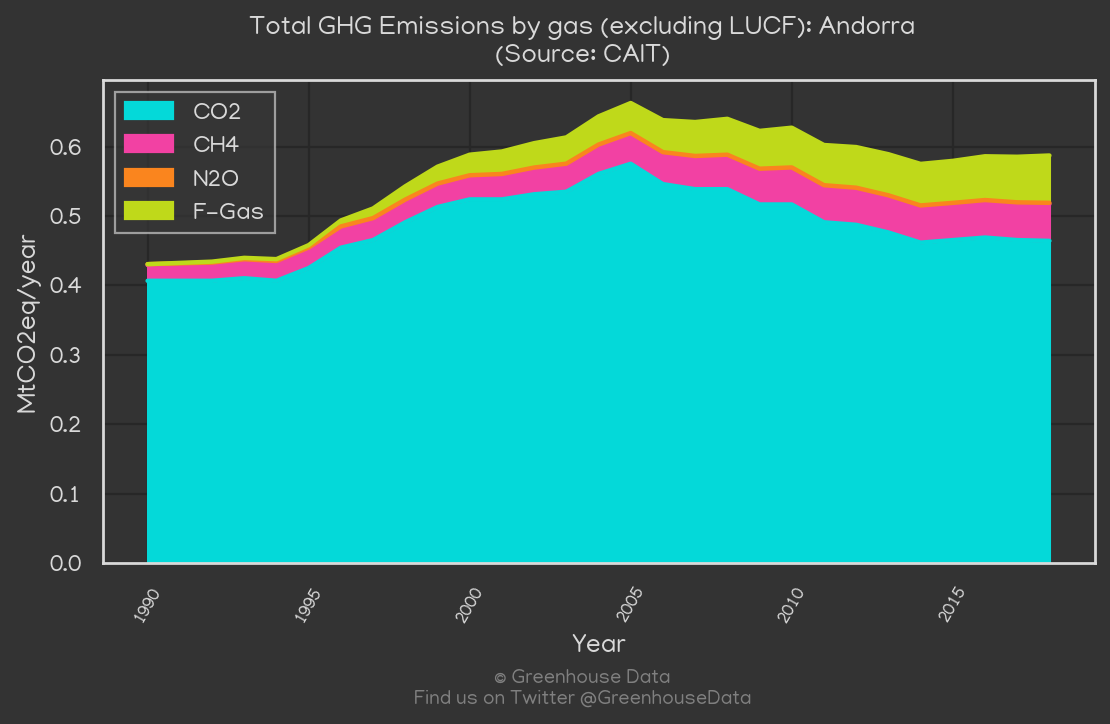 Total GHG Emissions by gas (excluding LUCF): Andorra
(Source: CAIT)
CO2
CH4
N2O
F-Gas
MtCO2eq/year
0.6
0.5
0.4
0.3
0.2
0.1
0.0
1990
1995
2000
2005
2010
2015
Year
© Greenhouse Data
Find us on Twitter @GreenhouseData